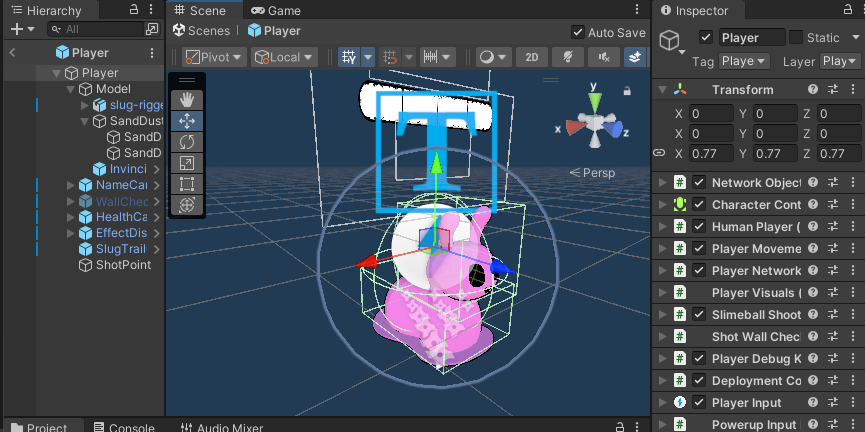 Hierarchy
All
Player
Player
Model
slug-rigge
SandDust
SandD
SandD
Invinci
NameCan
WallChec
HealthCa
EffectDis
SlugTrail
ShotPoint
Project
Console
Audio Mixer
Scene
Game
Scenes
Player
Auto Save
Pivot
Local
2D
y
x
z
Persp
T
Inspector
Player
Static
Tag Playe
Layer Play
Transform
X 0 Y 0 Z 0
X 0 Y 0 Z 0
X 0.77 Y 0.77 Z 0.77
Network Object
Character Cont
Human Player (
Player Moveme
Player Network
Player Visuals (
Slimeball Shoot
Shot Wall Chec
Player Debug K
Deployment Co
Player Input
Powerup Input